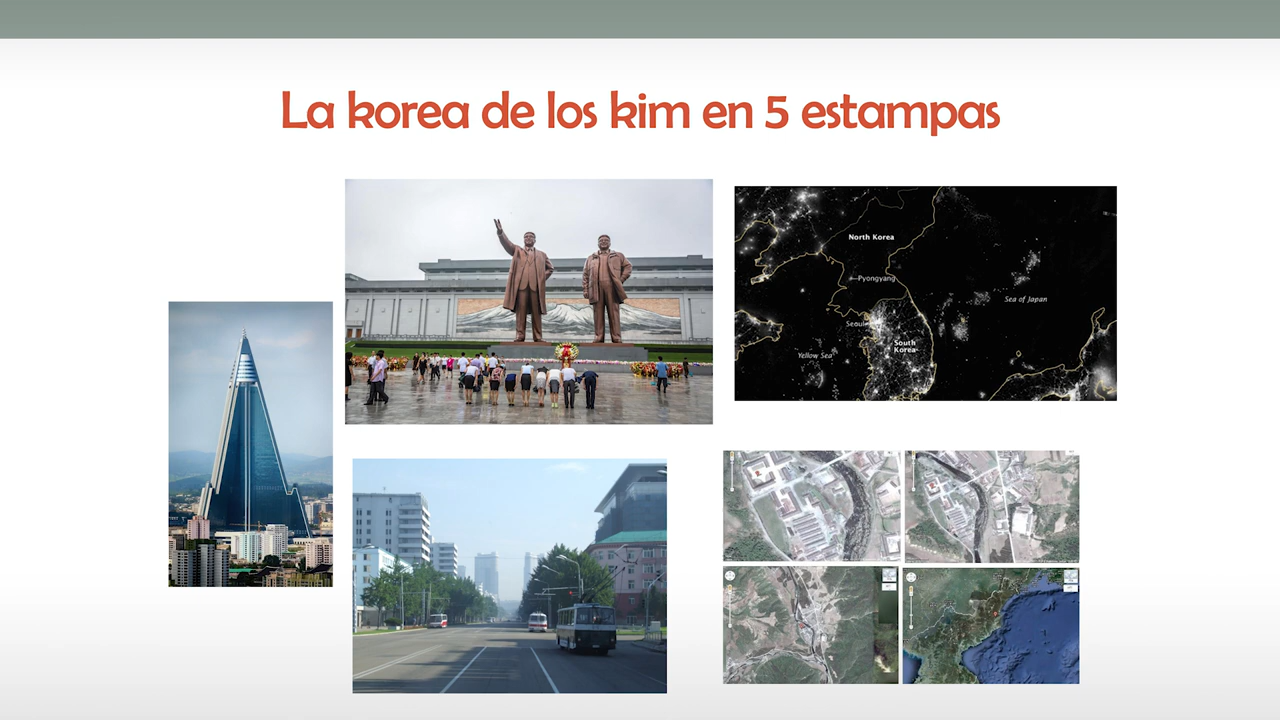 La korea de los kim en 5 estampas
North Korea
Pyongyang
Sea of Japan
Seoul
South
Korea
Yellow Sea